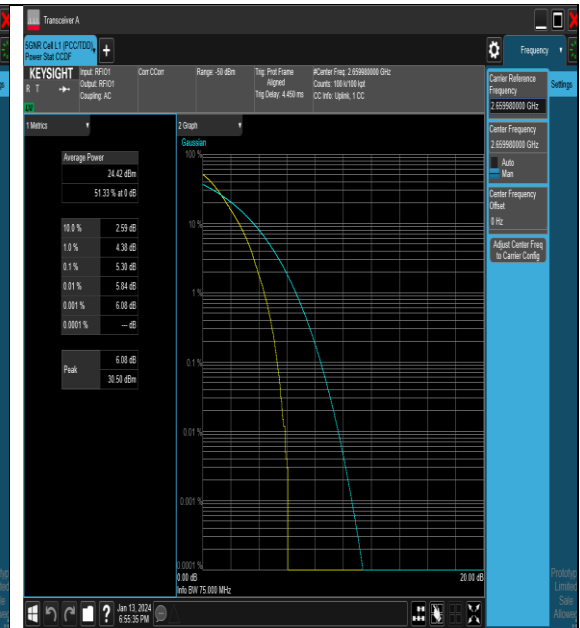 Transceiver A
5GNR Cell L1 (PCC/TDD),
Power Stat CCDF
Frequency
KEYSIGHT
R T
LXI
Input: RFIO1
Output: RFIO1
Coupling: AC
Corr CCorr
Range: -50 dBm
Trig: Prot Frame
Aligned
Trig Delay: 4.450 ms
#Center Freq: 2.659980000 GHz
Counts: 100 k/100 kpt
CC Info: Uplink, 1 CC
Carrier Reference
Frequency
2.659980000 GHz
Settings
Center Frequency
2.659980000 GHz
Auto
Man
Center Frequency
Offset
0 Hz
Adjust Center Freq
to Carrier Config
1 Metrics
Average Power
24.42 dBm
51.33 % at 0 dB
10.0 % 2.59 dB
1.0 % 4.38 dB
0.1 % 5.30 dB
0.01 % 5.84 dB
0.001 % 6.08 dB
0.0001 % --- dB
Peak
6.08 dB
30.50 dBm
2 Graph
Gaussian
100 %
10 %
1 %
0.1 %
0.01 %
0.001 %
0.0001 %
0.00 dB 20.00 dB
Info BW 75.000 MHz
Jan 13, 2024
6:55:35 PM
?